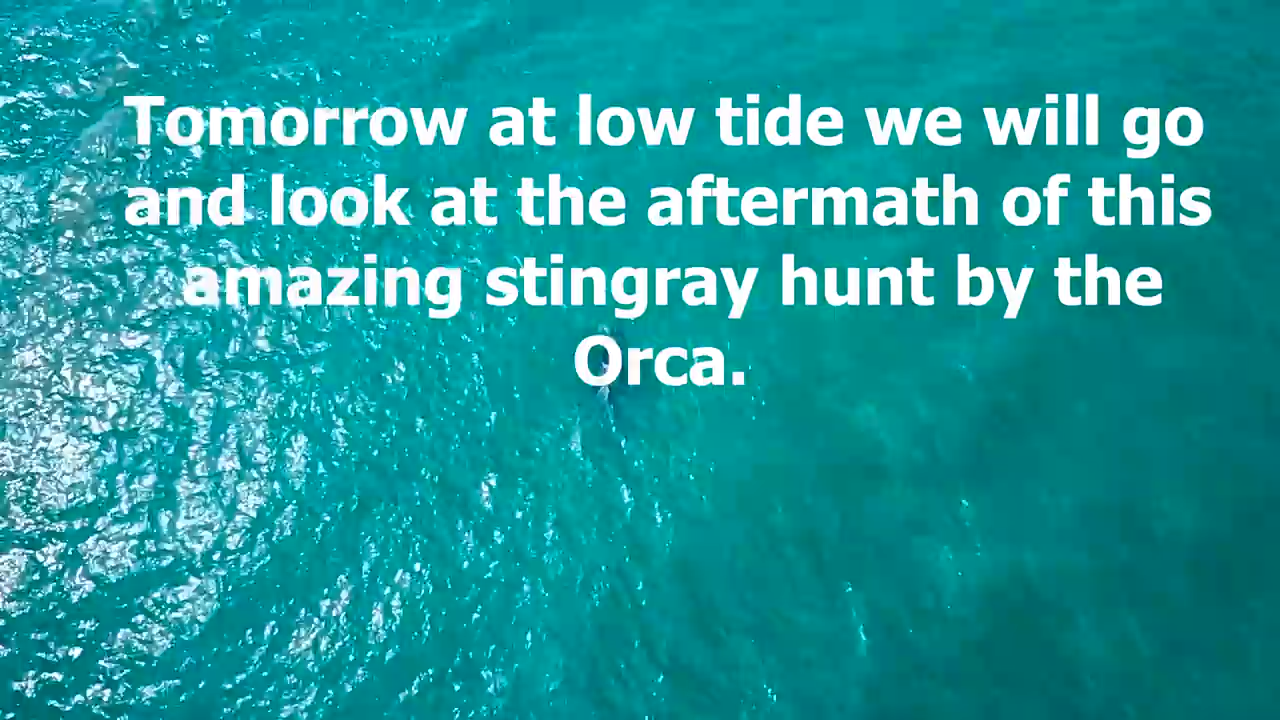 Tomorrow at low tide we will go
and look at the aftermath of this
amazing stingray hunt by the
Orca.